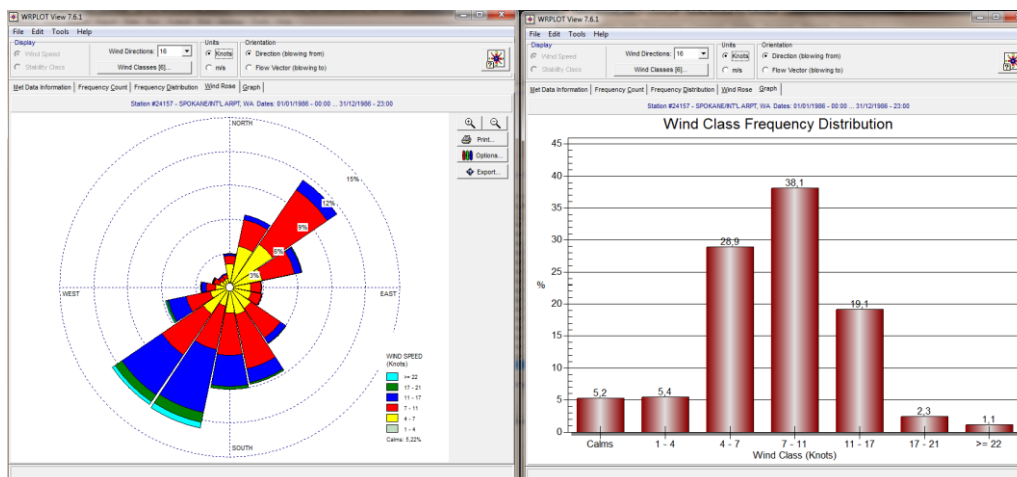 WRPLOT View 7.6.1
File Edit Tools Help
Display
Wind Speed
Stability Class
Wind Directions: 16
Wind Classes [6]...
Units
Knots
m/s
Orientation
Direction (blowing from)
Flow Vector (blowing to)
Met Data Information Frequency Count Frequency Distribution Wind Rose Graph
Station #24157 - SPOKANE/INT'L ARPT, WA Dates: 01/01/1986 - 00:00 ... 31/12/1986 - 23:00
NORTH
15%
12%
9%
6%
3%
WEST
EAST
SOUTH
Print...
Options...
Export...
WIND SPEED
(Knots)
>= 22
17 - 21
11 - 17
7 - 11
4 - 7
1 - 4
Calms: 5,22%
WRPLOT View 7.6.1
File Edit Tools Help
Display
Wind Speed
Stability Class
Wind Directions: 16
Wind Classes [6]...
Units
Knots
m/s
Orientation
Direction (blowing from)
Flow Vector (blowing to)
Met Data Information Frequency Count Frequency Distribution Wind Rose Graph
Station #24157 - SPOKANE/INT'L ARPT, WA Dates: 01/01/1986 - 00:00 ... 31/12/1986 - 23:00
Wind Class Frequency Distribution
45
40
35
30
25
%
20
15
10
5
0
5,2
5,4
28,9
38,1
19,1
2,3
1,1
Calms 1 - 4 4 - 7 7 - 11 11 - 17 17 - 21 >= 22
Wind Class (Knots)